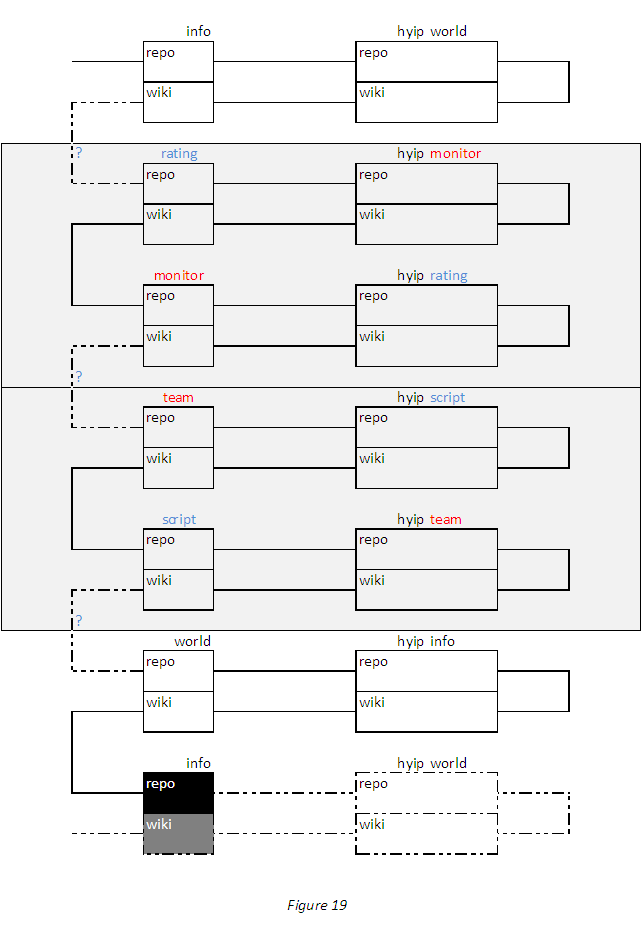 info hyip world
repo repo
wiki wiki
? rating hyip monitor
repo repo
wiki wiki
monitor hyip rating
repo repo
wiki wiki
?
team hyip script
repo repo
wiki wiki
script hyip team
repo repo
wiki wiki
?
world hyip info
repo repo
wiki wiki
info hyip world
repo repo
wiki wiki
Figure 19